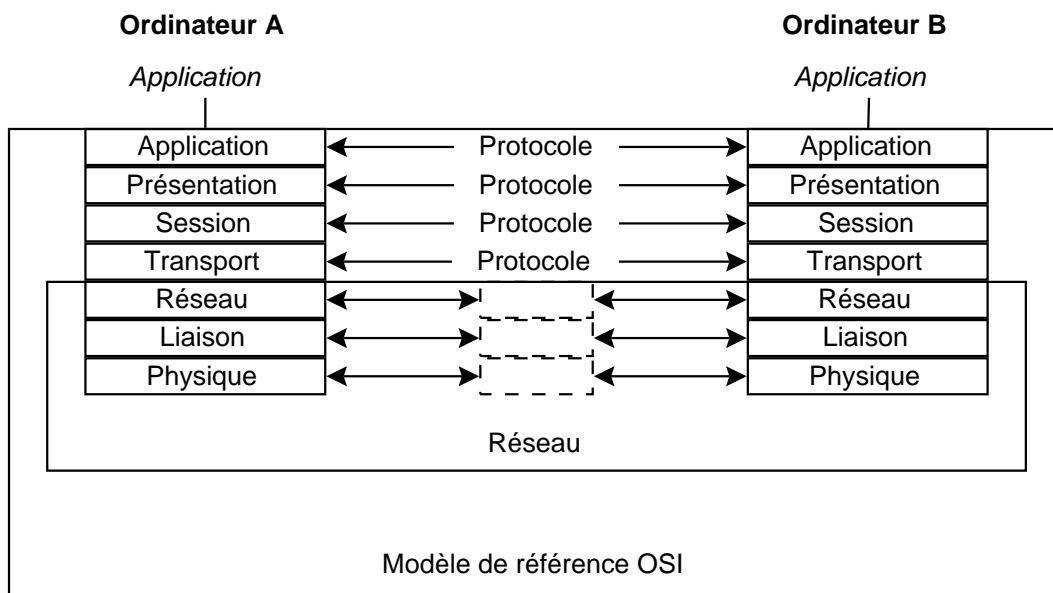 Ordinateur A Ordinateur B
Application Application
Application Protocole Application
Présentation Protocole Présentation
Session Protocole Session
Transport Protocole Transport
Réseau Réseau
Liaison Liaison
Physique Physique
Réseau
Modèle de référence OSI